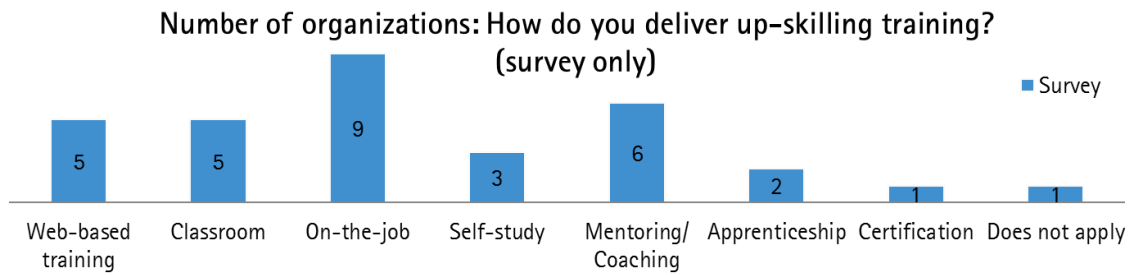 Number of organizations: How do you deliver up-skilling training?
(survey only)
Survey
5
5
9
3
6
2
1
1
Web-based
training
Classroom
On-the-job
Self-study
Mentoring/
Coaching
Apprenticeship
Certification
Does not apply